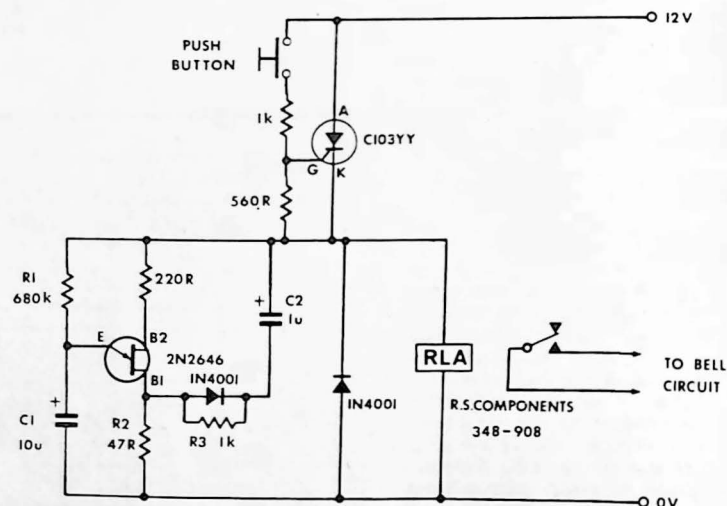 12V
PUSH
BUTTON
1k
A
C103YY
G
K
560R
R1
680k
220R
+
C2
1u
E
B2
2N2646
B1
1N4001
RLA
TO BELL
CIRCUIT
+
C1
10u
R2
47R
R3 1k
1N4001
R.S.COMPONENTS
348-908
0V